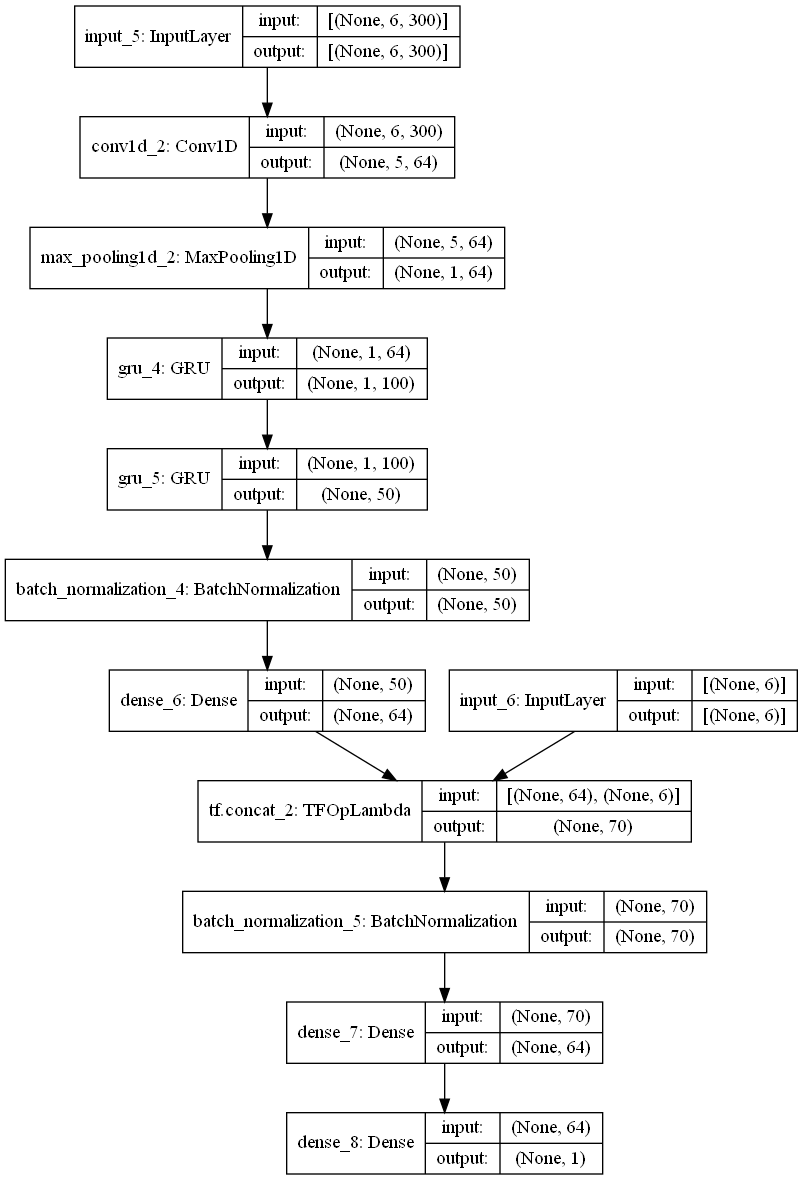 input_5: InputLayer
input: [(None, 6, 300)]
output: [(None, 6, 300)]
conv1d_2: Conv1D
input: (None, 6, 300)
output: (None, 5, 64)
max_pooling1d_2: MaxPooling1D
input: (None, 5, 64)
output: (None, 1, 64)
gru_4: GRU
input: (None, 1, 64)
output: (None, 1, 100)
gru_5: GRU
input: (None, 1, 100)
output: (None, 50)
batch_normalization_4: BatchNormalization
input: (None, 50)
output: (None, 50)
dense_6: Dense
input: (None, 50)
output: (None, 64)
input_6: InputLayer
input: [(None, 6)]
output: [(None, 6)]
tf.concat_2: TFOpLambda
input: [(None, 64), (None, 6)]
output: (None, 70)
batch_normalization_5: BatchNormalization
input: (None, 70)
output: (None, 70)
dense_7: Dense
input: (None, 70)
output: (None, 64)
dense_8: Dense
input: (None, 64)
output: (None, 1)